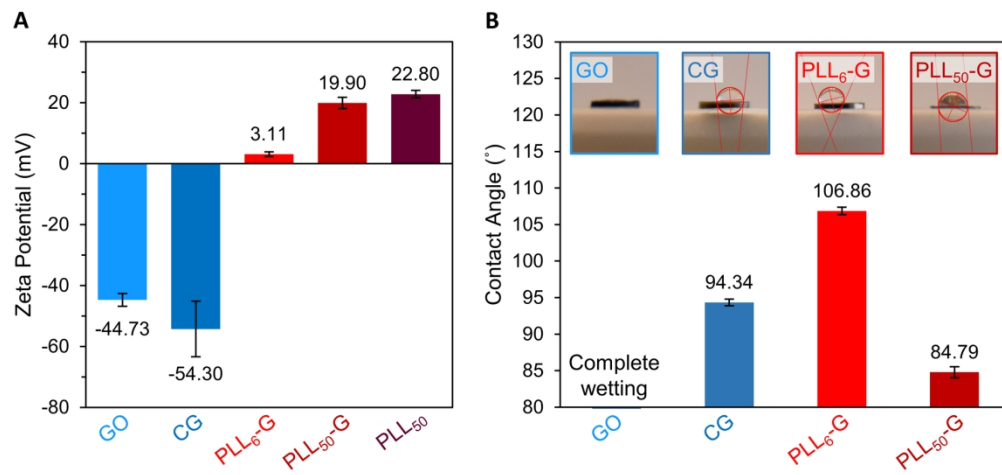 A
Zeta Potential (mV)
40
20
0
-20
-40
-60
-80
-44.73
-54.30
3.11
19.90
22.80
GO
CG
PLL₆-G
PLL₅₀-G
PLL₅₀
B
Contact Angle (°)
130
125
120
115
110
105
100
95
90
85
80
GO
CG
PLL₆-G
PLL₅₀-G
Complete
wetting
94.34
106.86
84.79
GO
CG
PLL₆-G
PLL₅₀-G